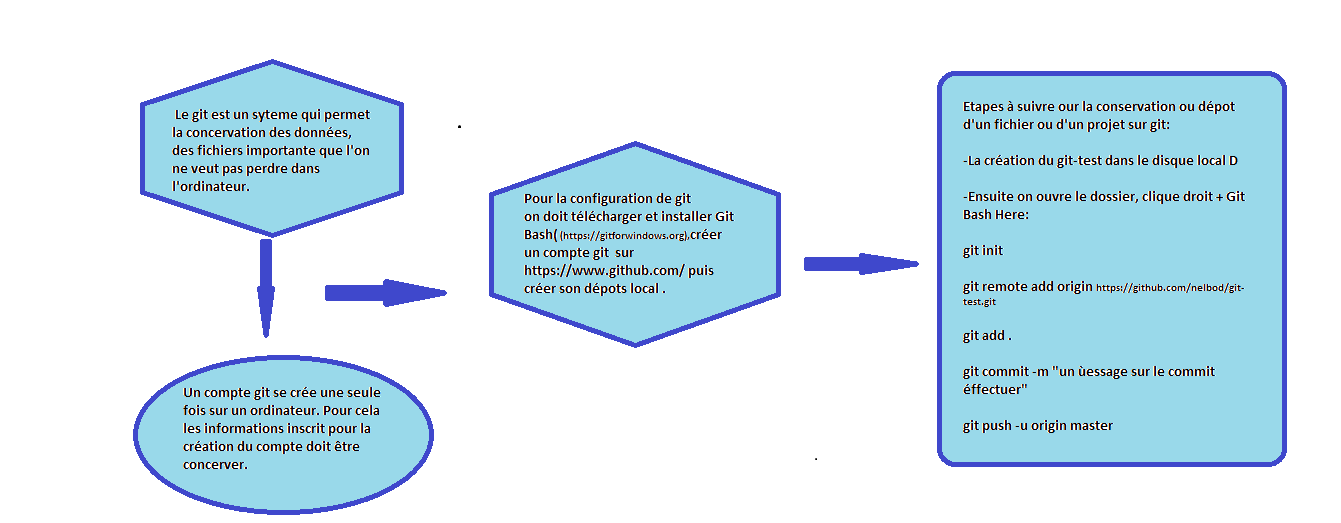 Le git est un syteme qui permet
la concervation des données,
des fichiers importante que l'on
ne veut pas perdre dans
l'ordinateur.
Un compte git se crée une seule
fois sur un ordinateur. Pour cela
les informations inscrit pour la
création du compte doit être
concerver.
Pour la configuration de git
on doit télécharger et installer Git
Bash( (https://gitforwindows.org),créer
un compte git sur
https://www.github.com/ puis
créer son dépots local .
Etapes à suivre our la conservation ou dépot
d'un fichier ou d'un projet sur git:
-La création du git-test dans le disque local D
-Ensuite on ouvre le dossier, clique droit + Git
Bash Here:
git init
git remote add origin https://github.com/nelbod/git-
test.git
git add .
git commit -m "un ùessage sur le commit
éffectuer"
git push -u origin master